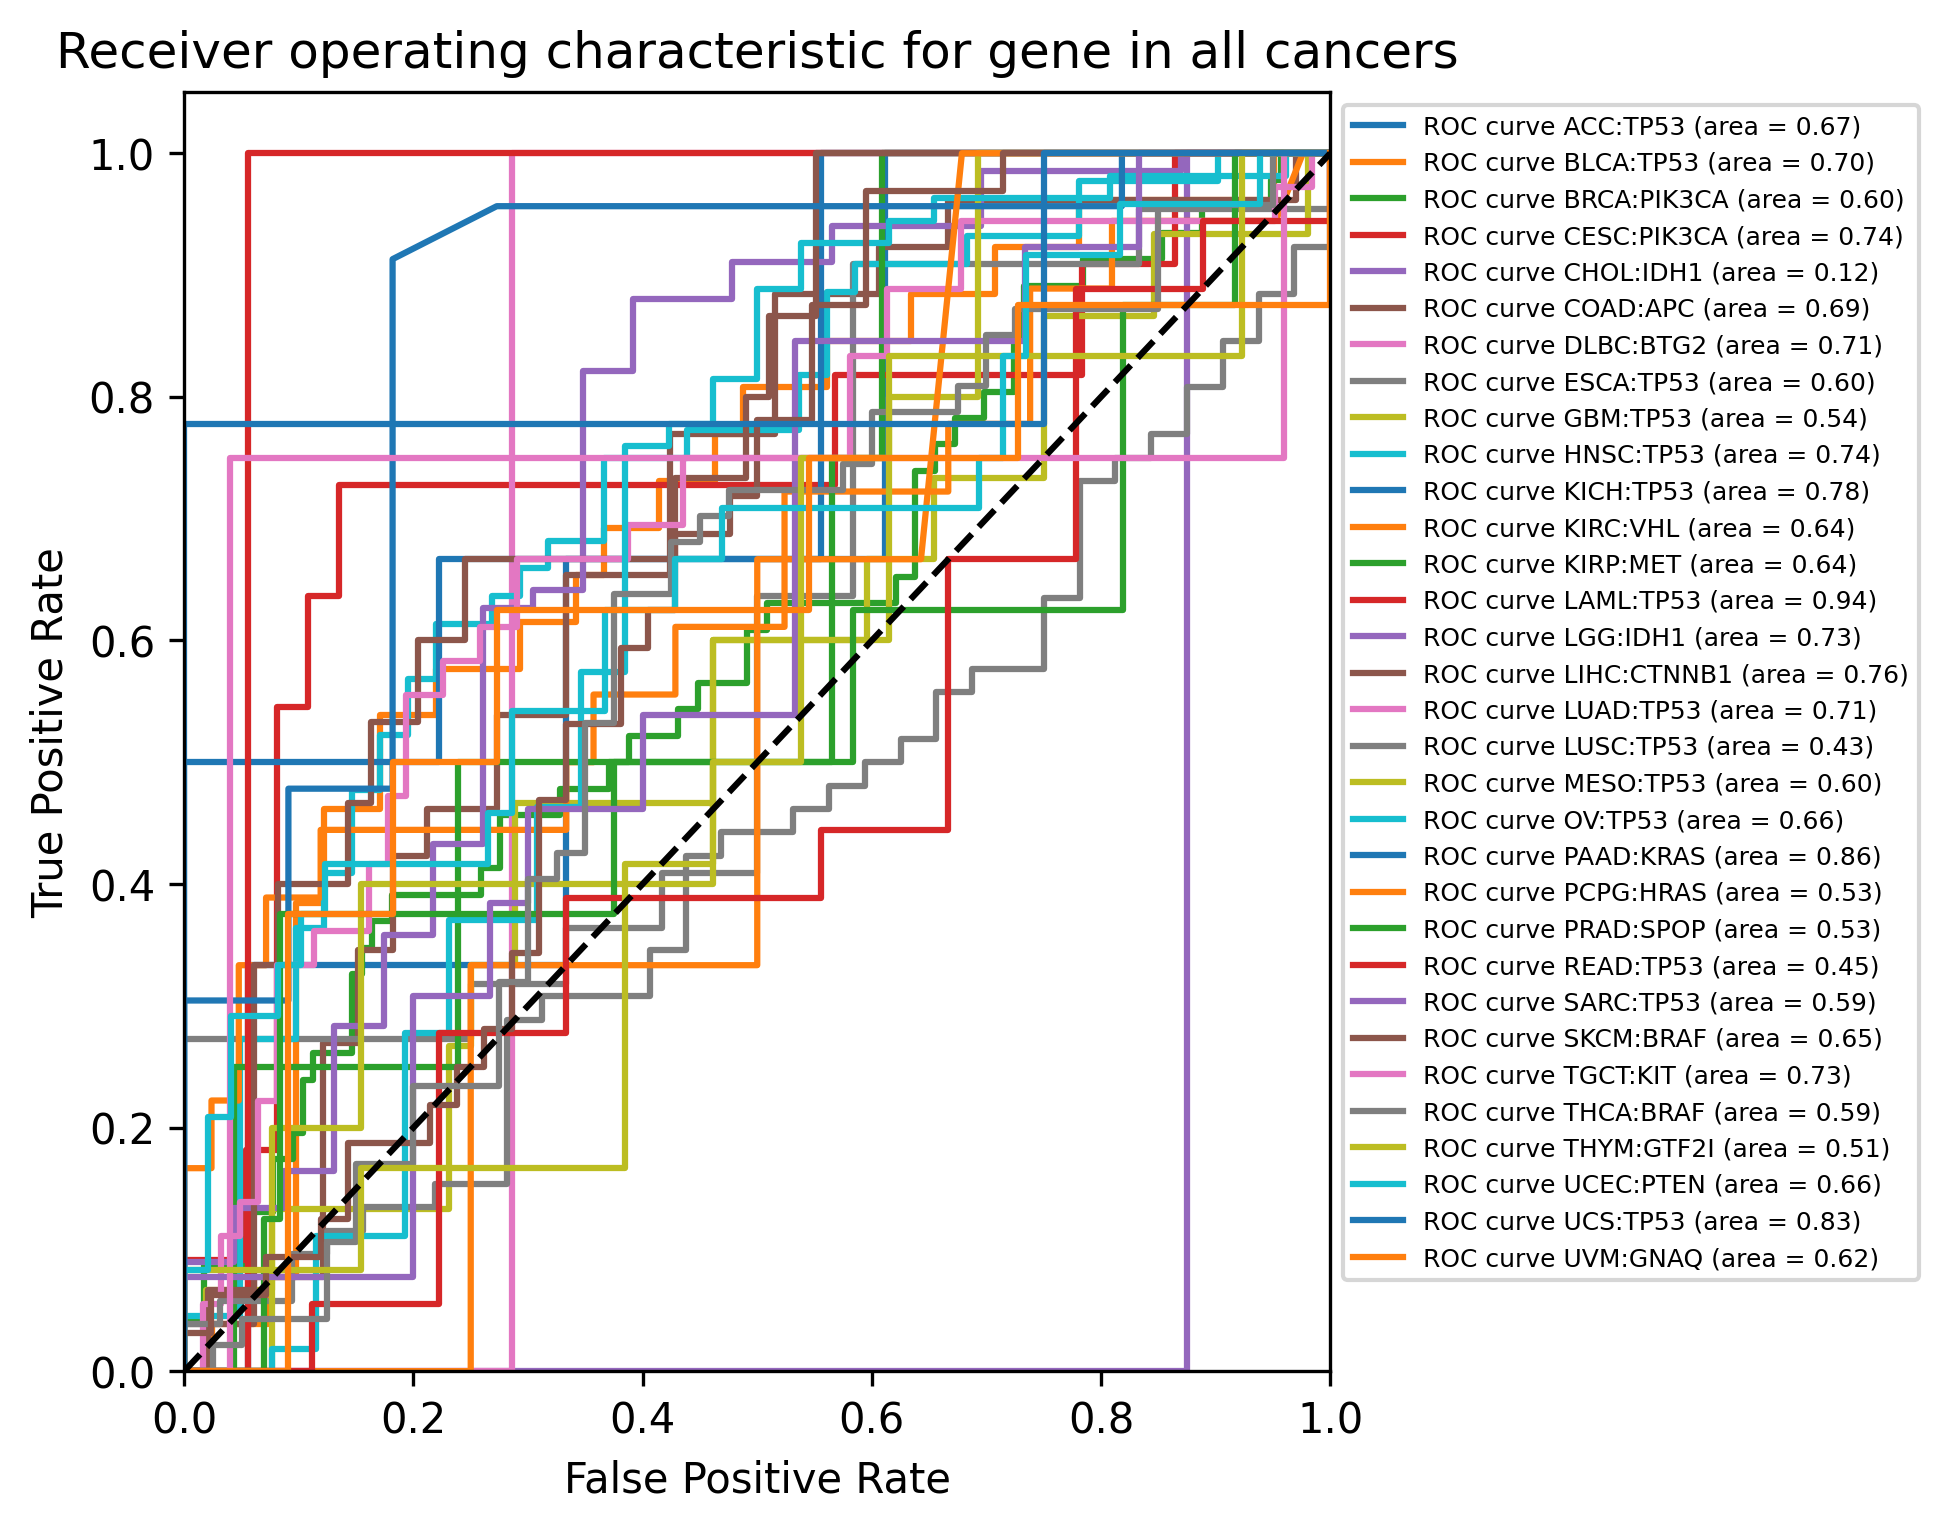 Receiver operating characteristic for gene in all cancers
True Positive Rate
1.0
0.8
0.6
0.4
0.2
0.0
0.0 0.2 0.4 0.6 0.8 1.0
False Positive Rate
ROC curve ACC:TP53 (area = 0.67)
ROC curve BLCA:TP53 (area = 0.70)
ROC curve BRCA:PIK3CA (area = 0.60)
ROC curve CESC:PIK3CA (area = 0.74)
ROC curve CHOL:IDH1 (area = 0.12)
ROC curve COAD:APC (area = 0.69)
ROC curve DLBC:BTG2 (area = 0.71)
ROC curve ESCA:TP53 (area = 0.60)
ROC curve GBM:TP53 (area = 0.54)
ROC curve HNSC:TP53 (area = 0.74)
ROC curve KICH:TP53 (area = 0.78)
ROC curve KIRC:VHL (area = 0.64)
ROC curve KIRP:MET (area = 0.64)
ROC curve LAML:TP53 (area = 0.94)
ROC curve LGG:IDH1 (area = 0.73)
ROC curve LIHC:CTNNB1 (area = 0.76)
ROC curve LUAD:TP53 (area = 0.71)
ROC curve LUSC:TP53 (area = 0.43)
ROC curve MESO:TP53 (area = 0.60)
ROC curve OV:TP53 (area = 0.66)
ROC curve PAAD:KRAS (area = 0.86)
ROC curve PCPG:HRAS (area = 0.53)
ROC curve PRAD:SPOP (area = 0.53)
ROC curve READ:TP53 (area = 0.45)
ROC curve SARC:TP53 (area = 0.59)
ROC curve SKCM:BRAF (area = 0.65)
ROC curve TGCT:KIT (area = 0.73)
ROC curve THCA:BRAF (area = 0.59)
ROC curve THYM:GTF2I (area = 0.51)
ROC curve UCEC:PTEN (area = 0.66)
ROC curve UCS:TP53 (area = 0.83)
ROC curve UVM:GNAQ (area = 0.62)